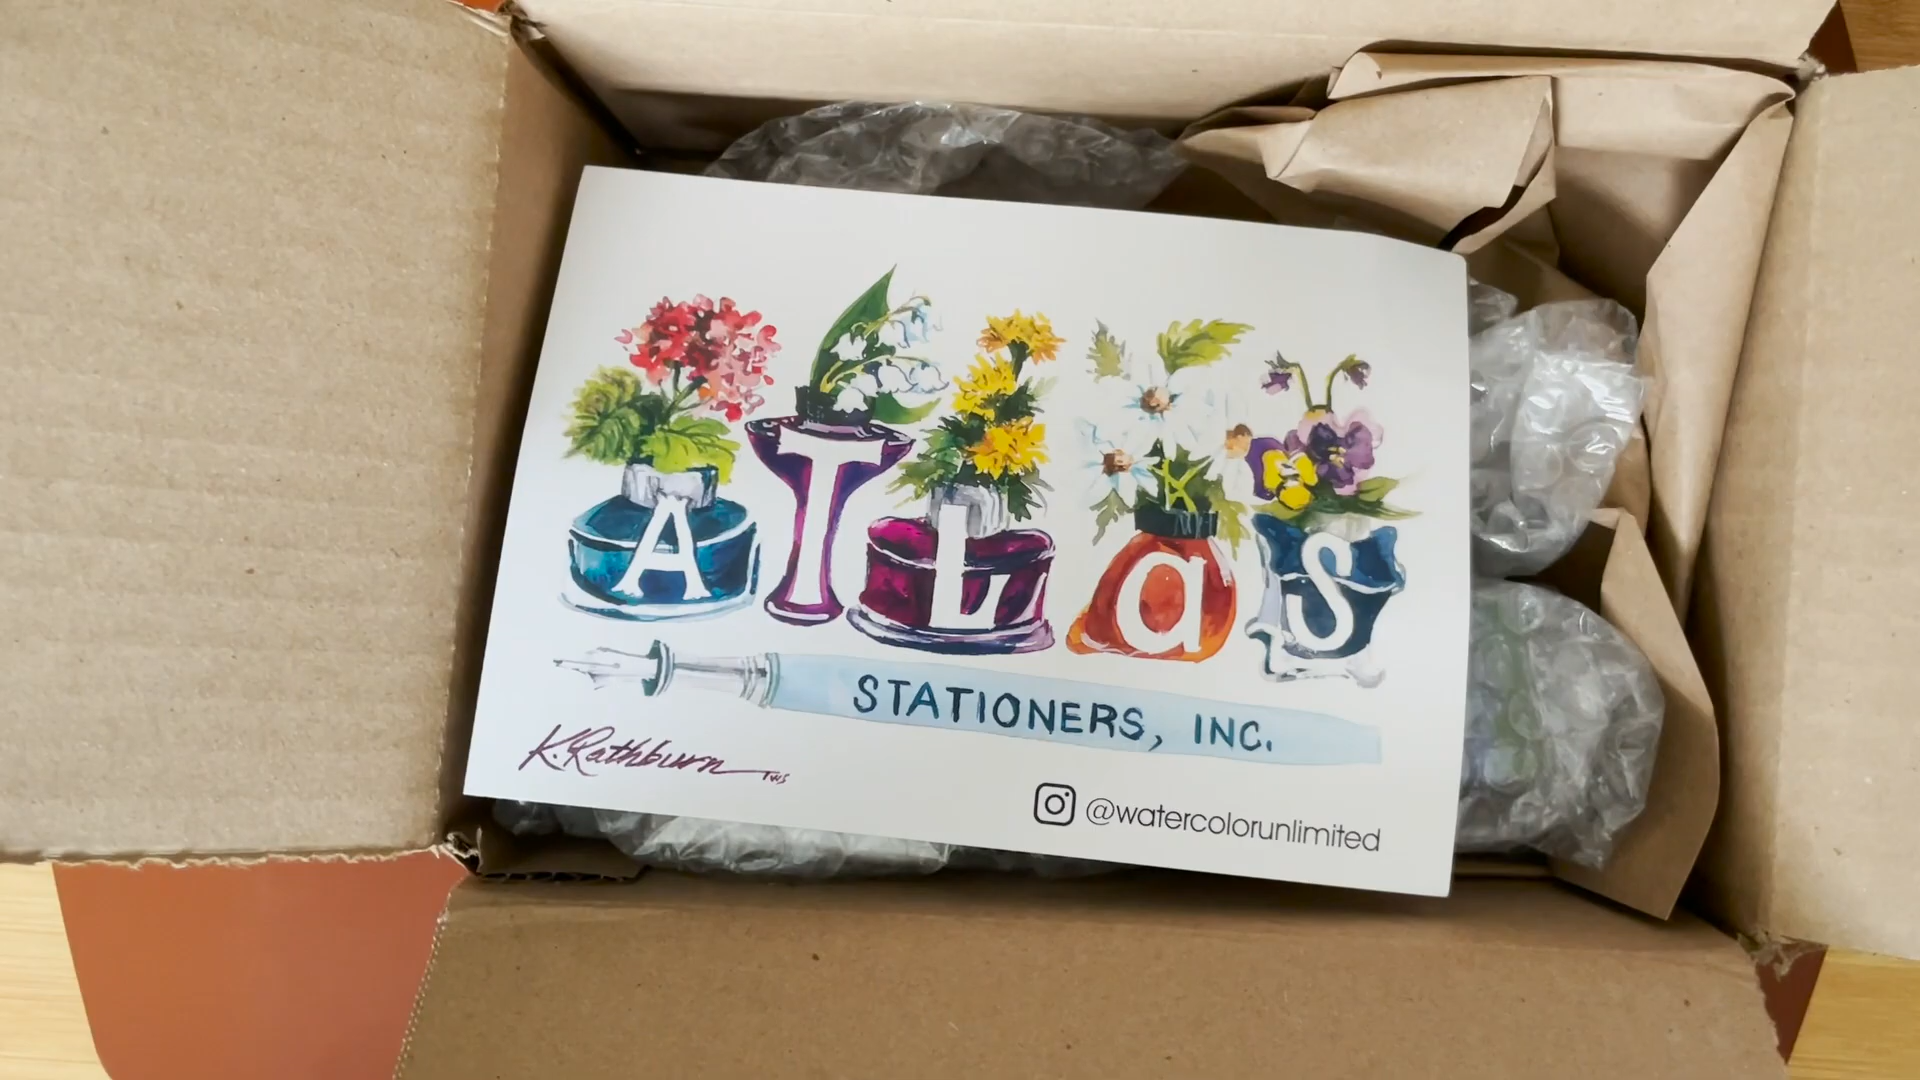 ATLaS
STATIONERS, INC.
K. Rathburn TWS
@watercolorunlimited